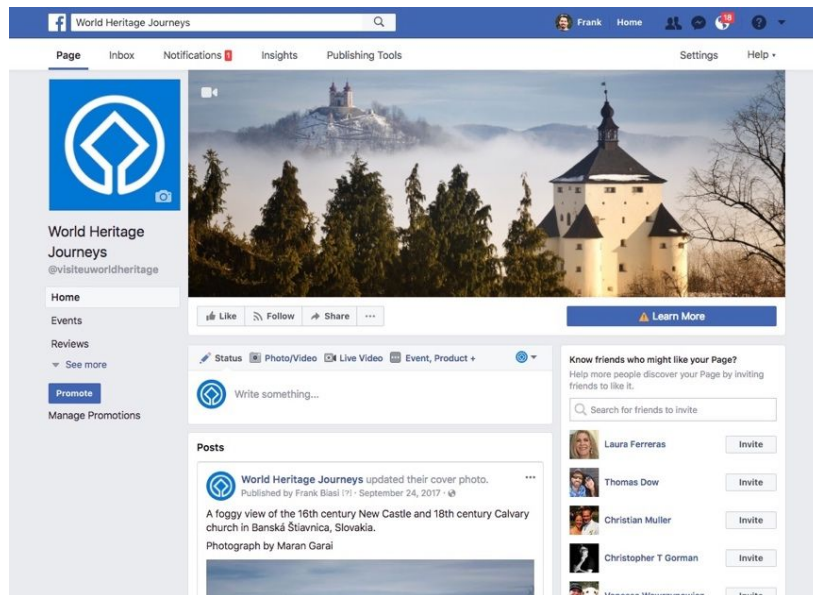 World Heritage Journeys
Frank Home 18
Page Inbox Notifications 1 Insights Publishing Tools Settings Help
World Heritage
Journeys
@visiteuworldheritage
Home
Events
Reviews
See more
Promote
Manage Promotions
Like Follow Share ...
Learn More
Status Photo/Video Live Video Event, Product +
Write something...
Posts
World Heritage Journeys updated their cover photo.
Published by Frank Biasi [?] · September 24, 2017 ·
A foggy view of the 16th century New Castle and 18th century Calvary
church in Banská Štiavnica, Slovakia.
Photograph by Maran Garai
Know friends who might like your Page?
Help more people discover your Page by inviting
friends to like it.
Search for friends to invite
Laura Ferreras Invite
Thomas Dow Invite
Christian Muller Invite
Christopher T Gorman Invite